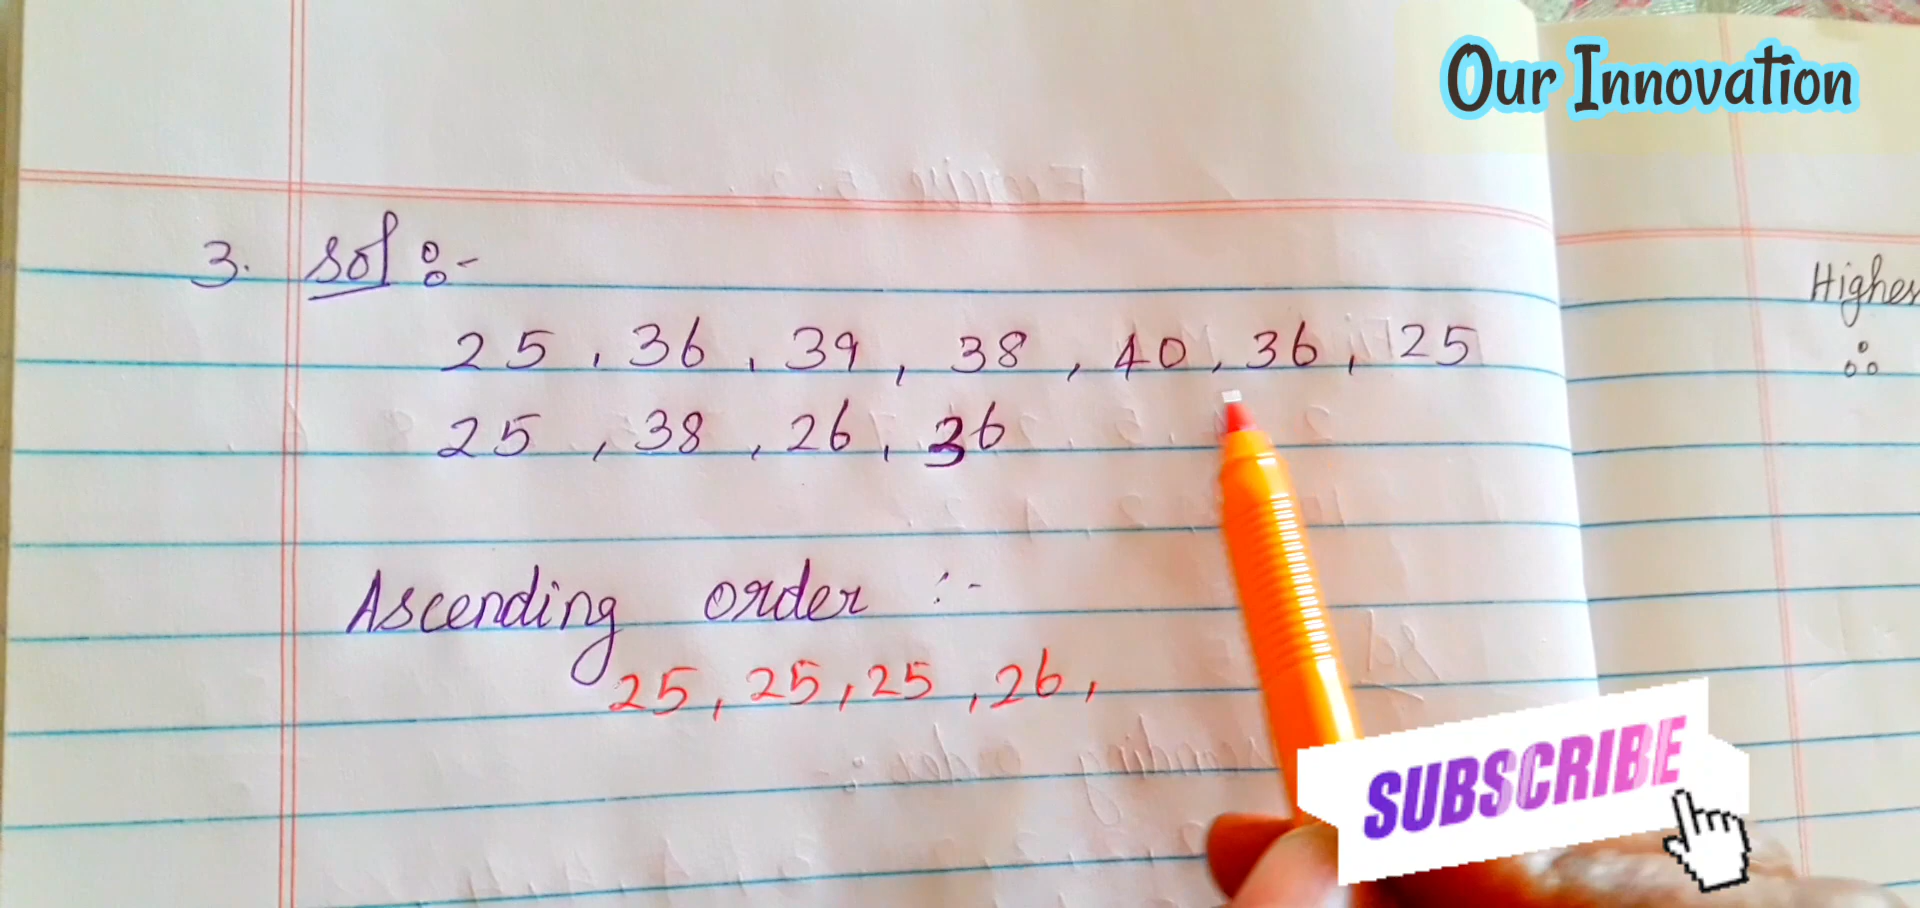 Our Innovation
3. Sol :-
25, 36, 39, 38, 40, 36, 25
25, 38, 26, 36
Ascending order :-
25, 25, 25, 26,
Higher
∴
SUBSCRIBE